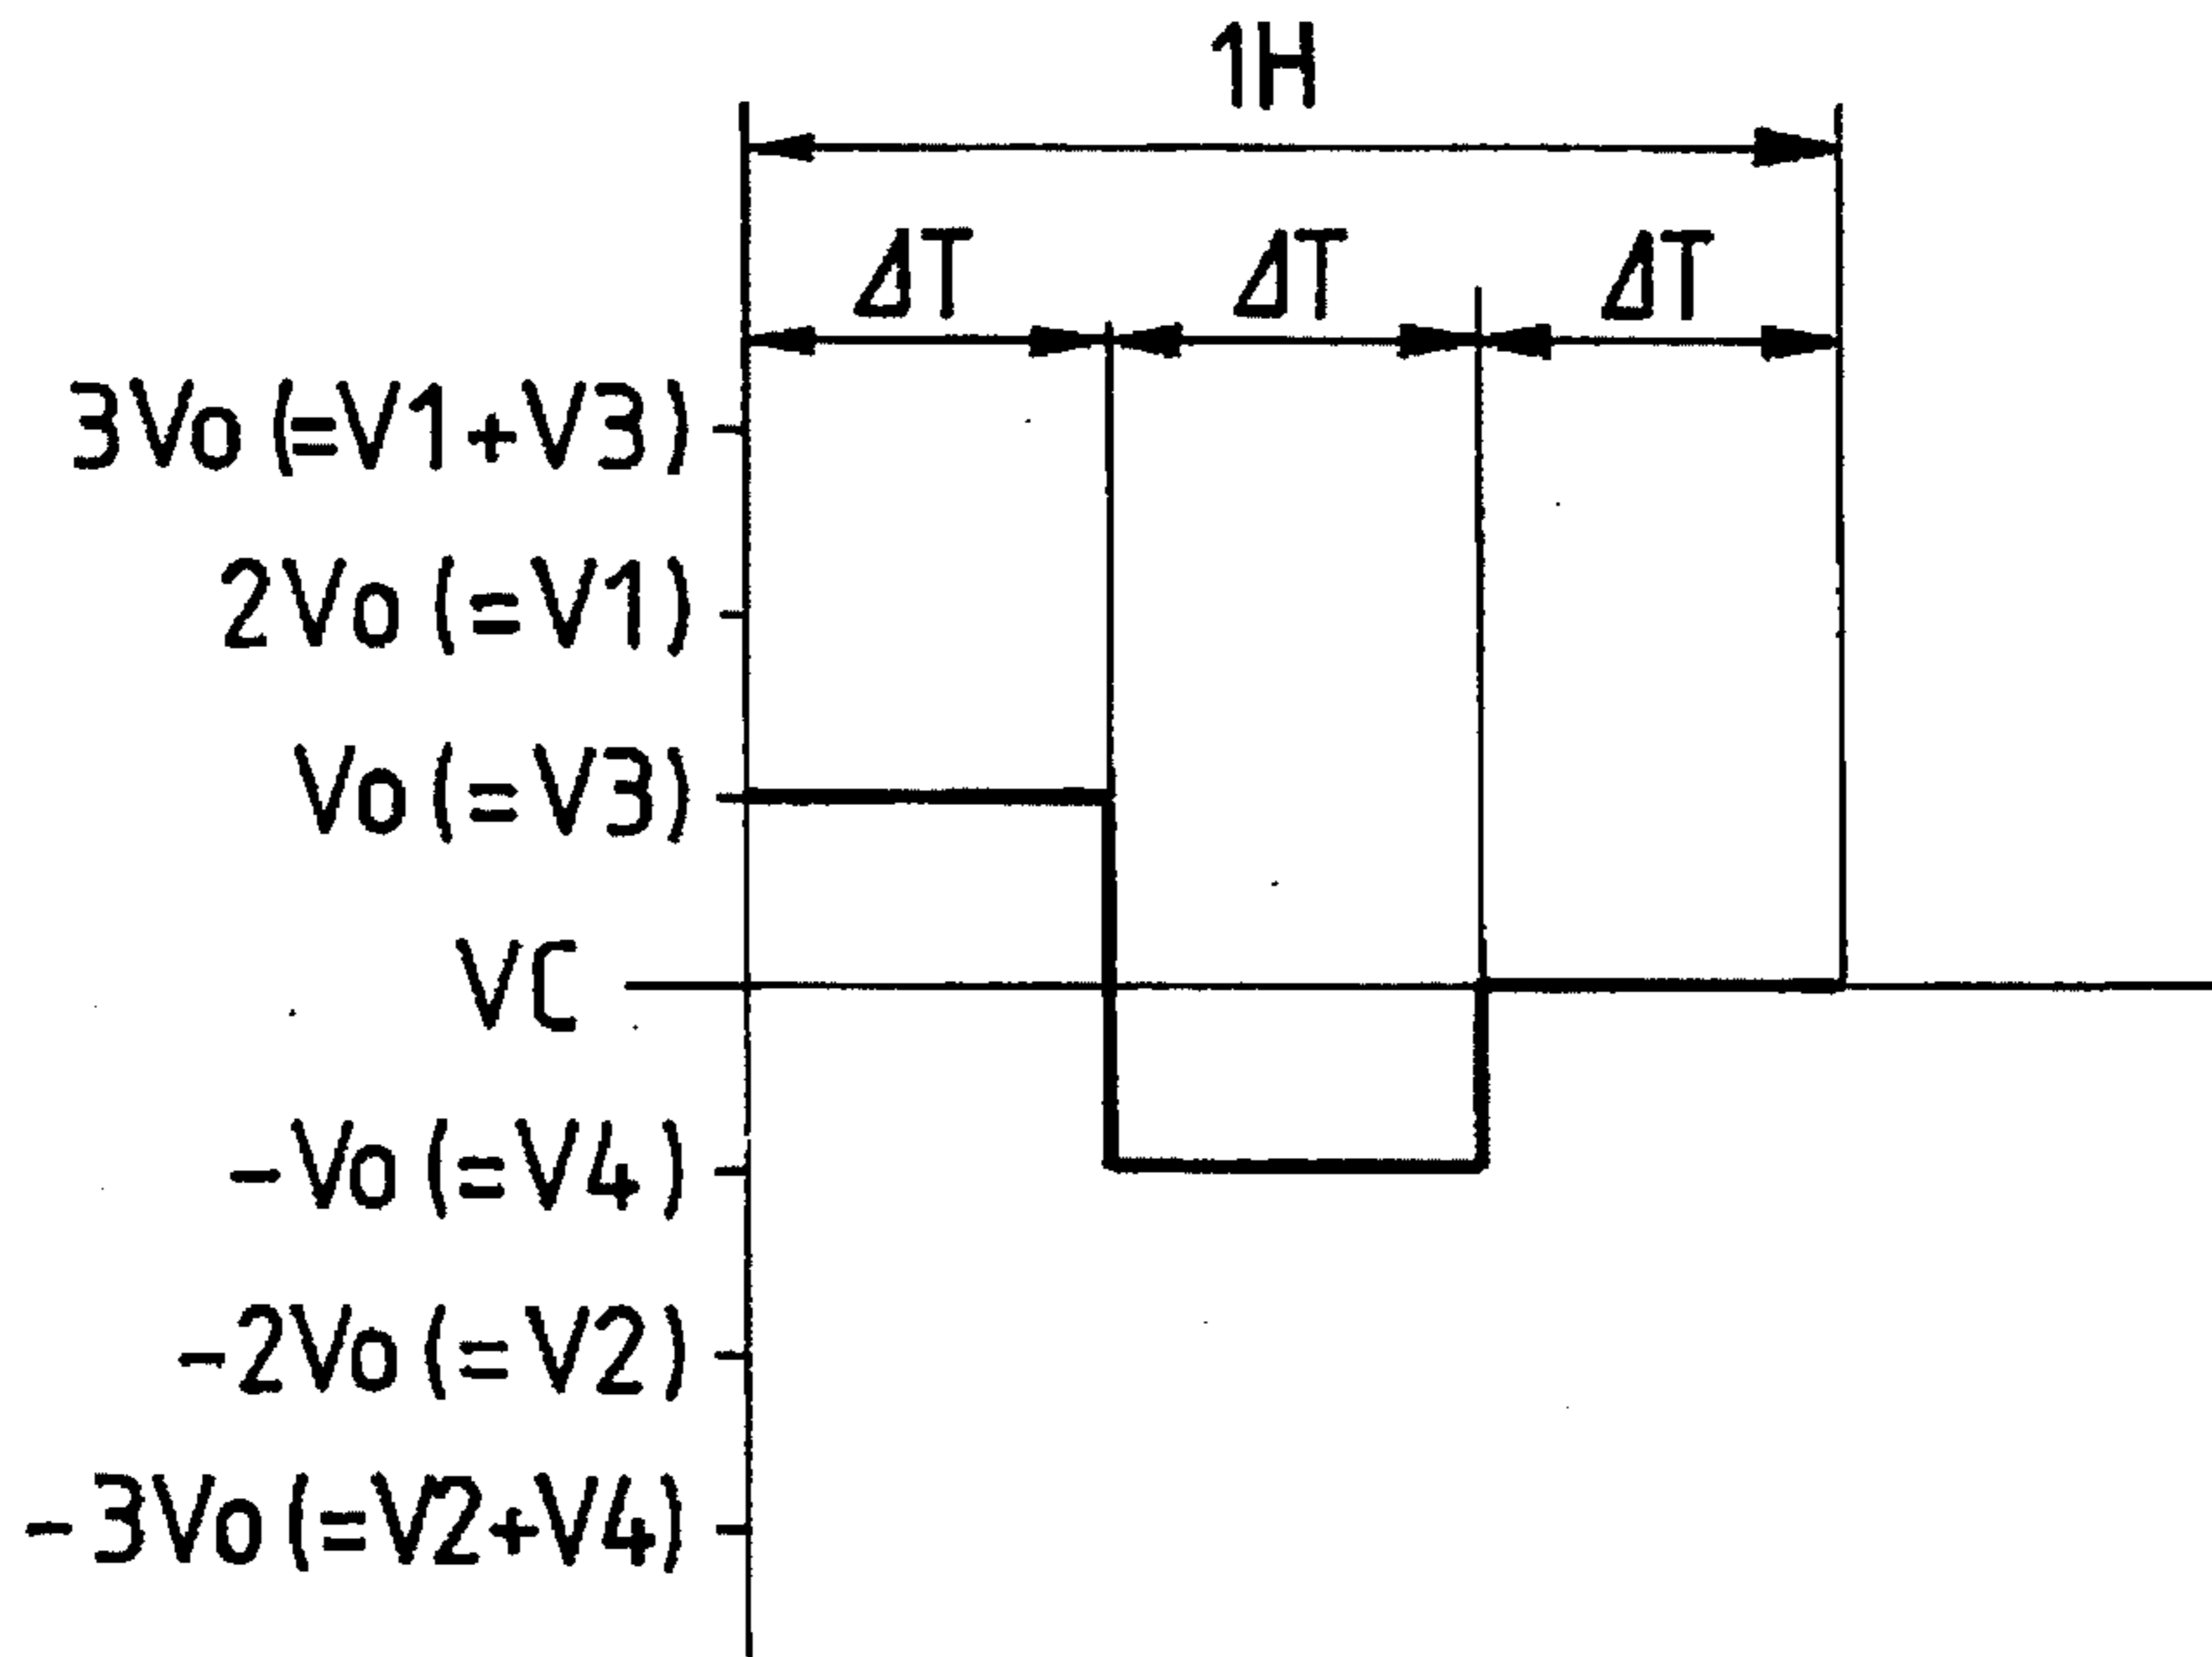 1H
ΔT ΔT ΔT
3Vo (=V1+V3)
2Vo (=V1)
Vo (=V3)
VC
-Vo (=V4)
-2Vo (=V2)
-3Vo (=V2+V4)